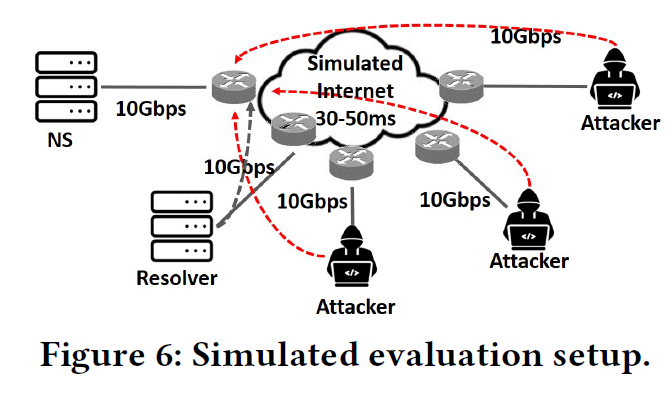 10Gbps
Simulated
Internet
30-50ms
10Gbps
NS
</>
Attacker
10Gbps
10Gbps
10Gbps
</>
Attacker
Resolver
</>
Attacker
Figure 6: Simulated evaluation setup.